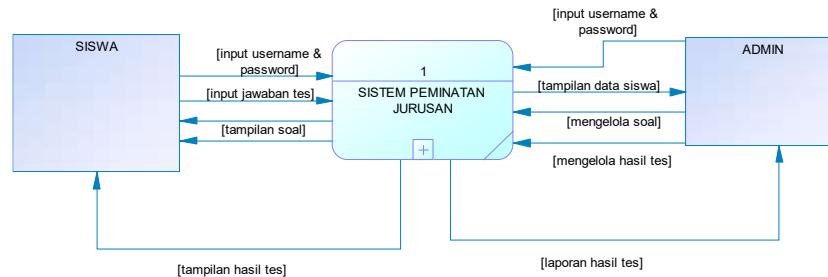 SISWA
[input username &
password]
[input jawaban tes]
[tampilan soal]
1
SISTEM PEMINATAN
JURUSAN
[input username &
password]
ADMIN
[tampilan data siswa]
[mengelola soal]
[mengelola hasil tes]
[tampilan hasil tes]
[laporan hasil tes]